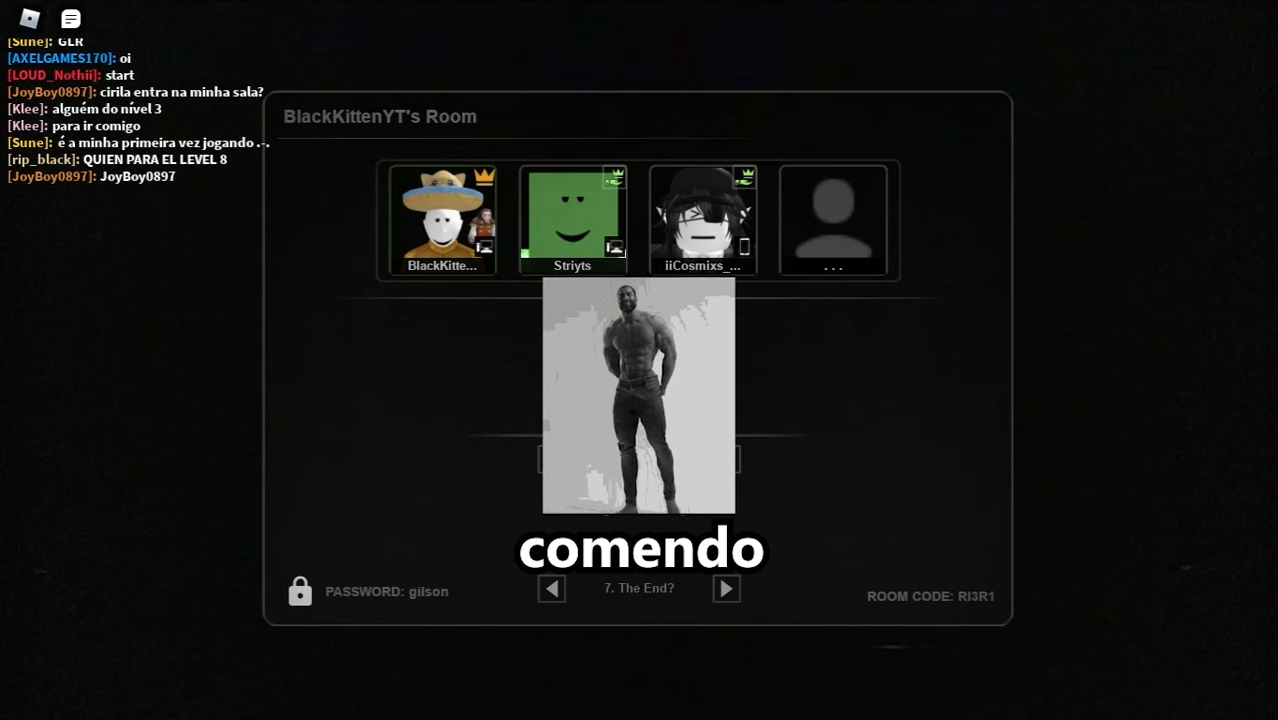 [Sune]: GLR
[AXELGAMES170]: oi
[LOUD_Nothii]: start
[JoyBoy0897]: cirila entra na minha sala?
[Klee]: alguém do nível 3
[Klee]: para ir comigo
[Sune]: é a minha primeira vez jogando .-.
[rip_black]: QUIEN PARA EL LEVEL 8
[JoyBoy0897]: JoyBoy0897
BlackKittenYT's Room
BlackKitte...
Striyts
iiCosmixs_...
. . .
comendo
PASSWORD: gilson
7. The End?
ROOM CODE: RI3R1